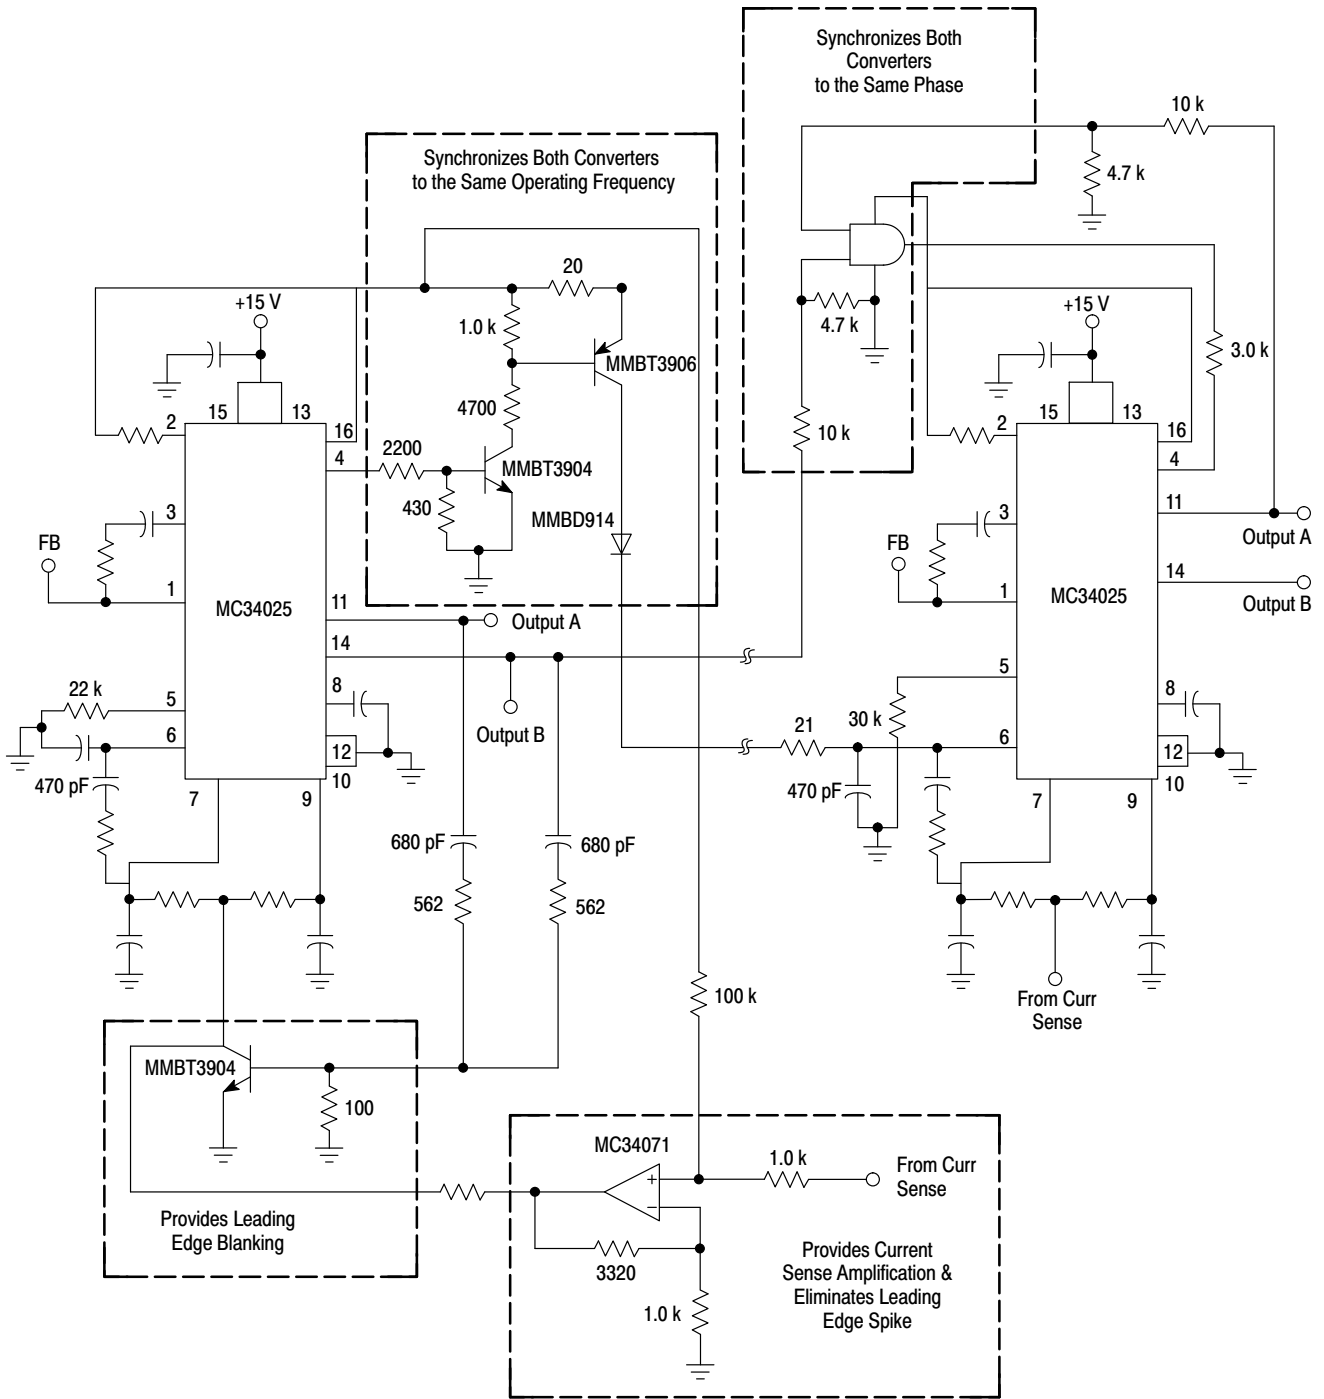 Synchronizes Both
Converters
to the Same Phase
10 k
4.7 k
Synchronizes Both Converters
to the Same Operating Frequency
20
+15 V
1.0 k
MMBT3906
4.7 k
+15 V
3.0 k
2
15
13
16
4
4700
2200
MMBT3904
430
MMBD914
10 k
2
15
13
16
4
3
FB
1
MC34025
11
Output A
14
3
FB
1
MC34025
11
Output A
14
Output B
22 k
5
6
470 pF
8
12
10
7
9
Output B
21
30 k
470 pF
5
6
8
12
10
7
9
680 pF
680 pF
562
562
100 k
From Curr
Sense
MMBT3904
100
Provides Leading
Edge Blanking
MC34071
+
–
1.0 k
From Curr
Sense
3320
1.0 k
Provides Current
Sense Amplification &
Eliminates Leading
Edge Spike